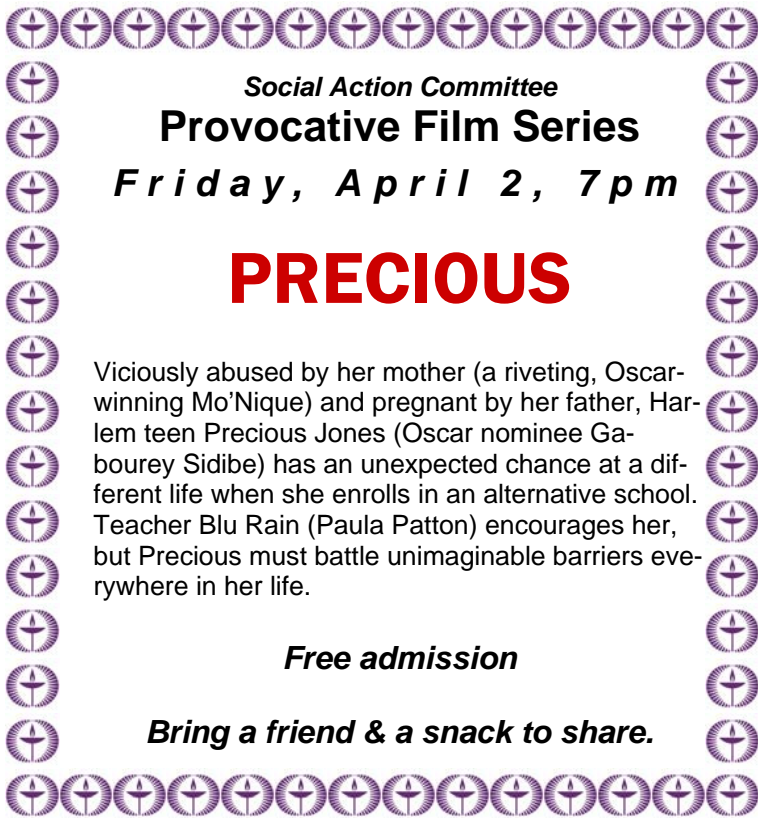 Social Action Committee
Provocative Film Series
Friday, April 2, 7pm
PRECIOUS
Viciously abused by her mother (a riveting, Oscar-
winning Mo'Nique) and pregnant by her father, Har-
lem teen Precious Jones (Oscar nominee Ga-
bourey Sidibe) has an unexpected chance at a dif-
ferent life when she enrolls in an alternative school.
Teacher Blu Rain (Paula Patton) encourages her,
but Precious must battle unimaginable barriers eve-
rywhere in her life.
Free admission
Bring a friend & a snack to share.